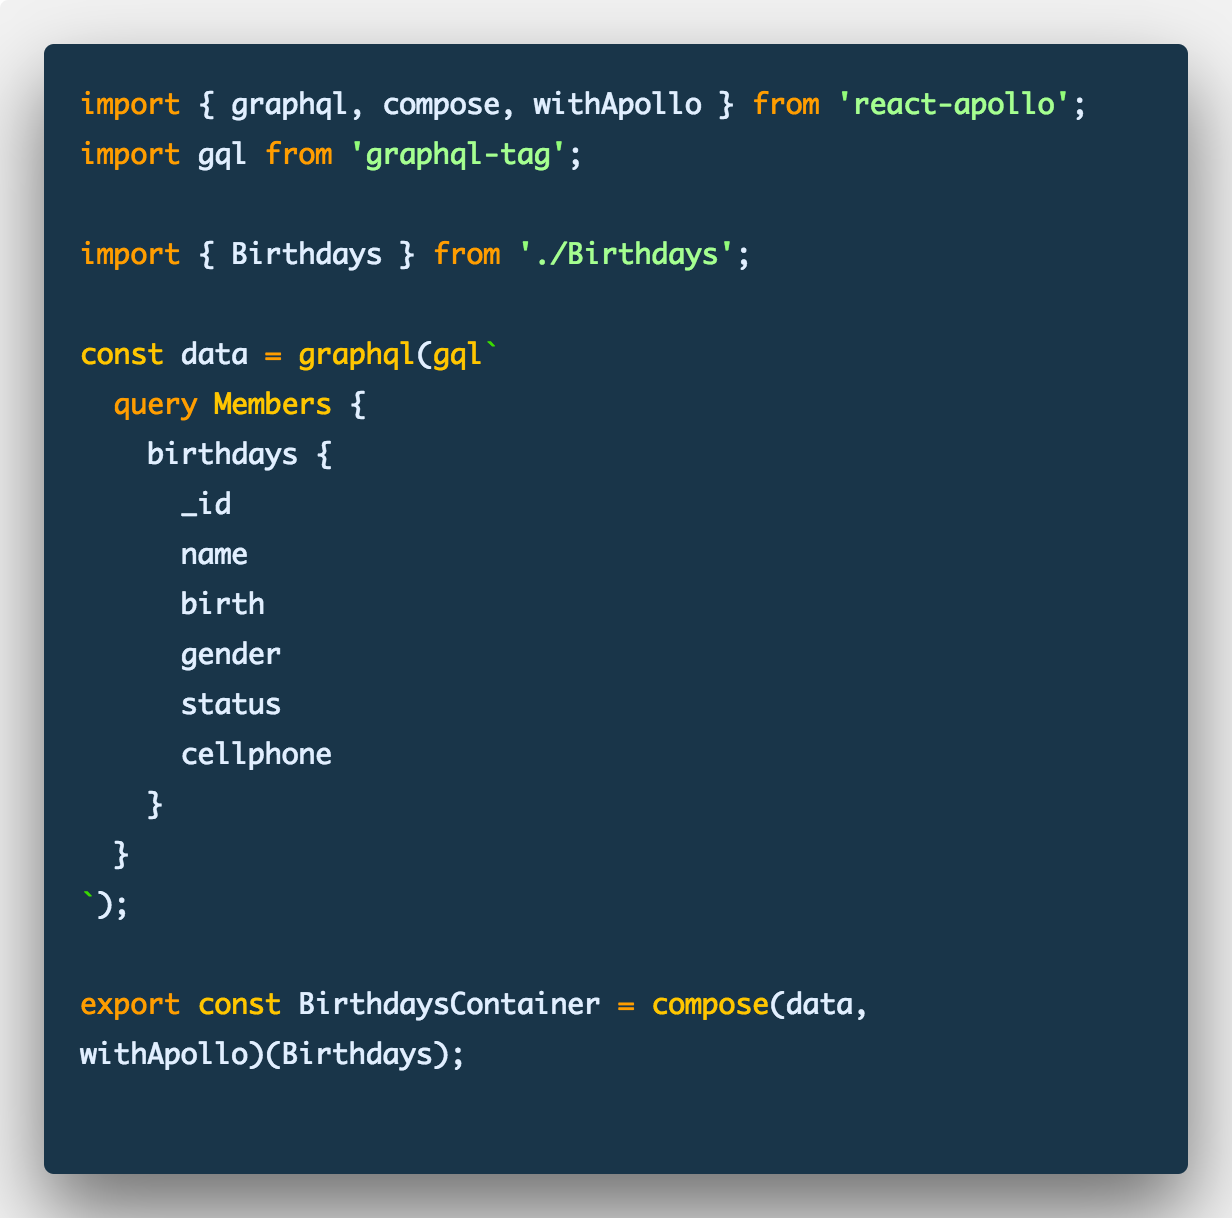 import { graphql, compose, withApollo } from 'react-apollo';
import gql from 'graphql-tag';

import { Birthdays } from './Birthdays';

const data = graphql(gql`
  query Members {
    birthdays {
      _id
      name
      birth
      gender
      status
      cellphone
    }
  }
`);

export const BirthdaysContainer = compose(data,
withApollo)(Birthdays);